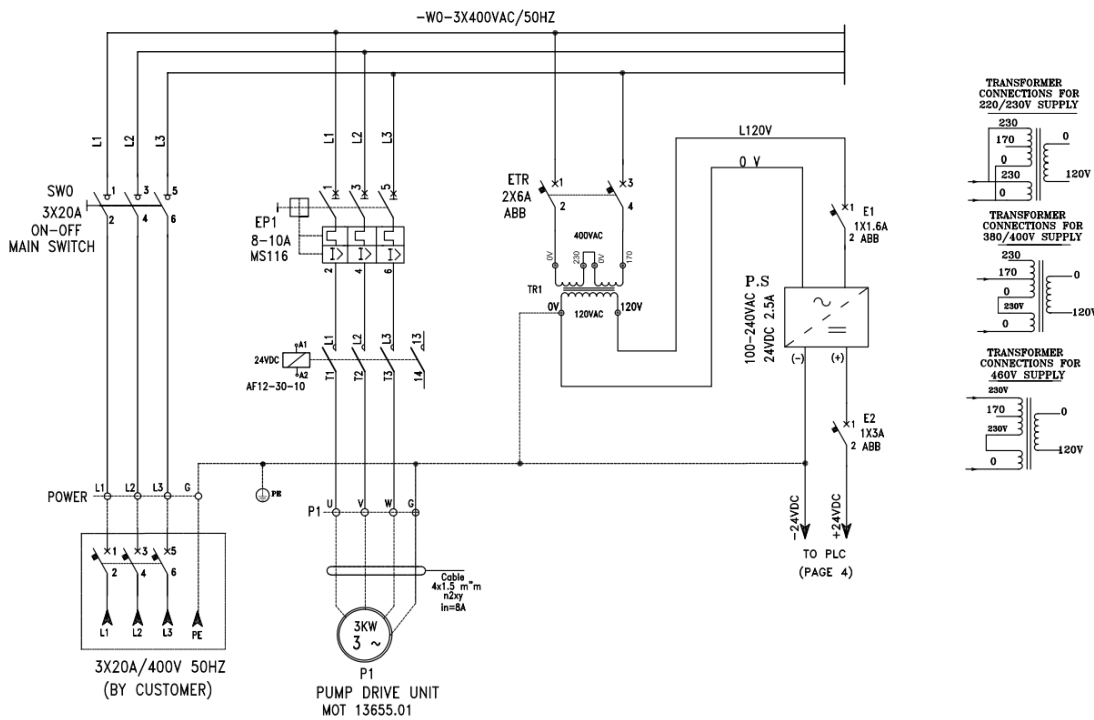 -W0-3X400VAC/50HZ
L1
L2
L3
L1
L2
L3
L120V
0 V
SW0
3X20A
ON-OFF
MAIN SWITCH
1
3
5
2
4
6
EP1
8-10A
MS116
1
3
5
I>
I>
I>
2
4
6
ETR
2X6A
ABB
1
3
2
4
400VAC
0V
230
0V
170
TR1
0V
120V
120VAC
E1
1X1.6A
ABB
1
2
P.S
100-240VAC
24VDC 2.5A
(-)
(+)
E2
1X3A
ABB
1
2
24VDC
A1
A2
AF12-30-10
L1
L2
L3
13
T1
T2
T3
14
POWER
L1
L2
L3
G
PE
P1
U
V
W
G
-24VDC
+24VDC
TO PLC
(PAGE 4)
1
3
5
2
4
6
L1
L2
L3
PE
3X20A/400V 50HZ
(BY CUSTOMER)
Cable
4x1.5 m"m
n2xy
in=8A
3KW
3 ~
P1
PUMP DRIVE UNIT
MOT 13655.01
TRANSFORMER
CONNECTIONS FOR
220/230V SUPPLY
230
170
0
230
0
0
120V
TRANSFORMER
CONNECTIONS FOR
380/400V SUPPLY
230
170
0
230V
0
0
120V
TRANSFORMER
CONNECTIONS FOR
460V SUPPLY
230V
170
230V
0
0
120V